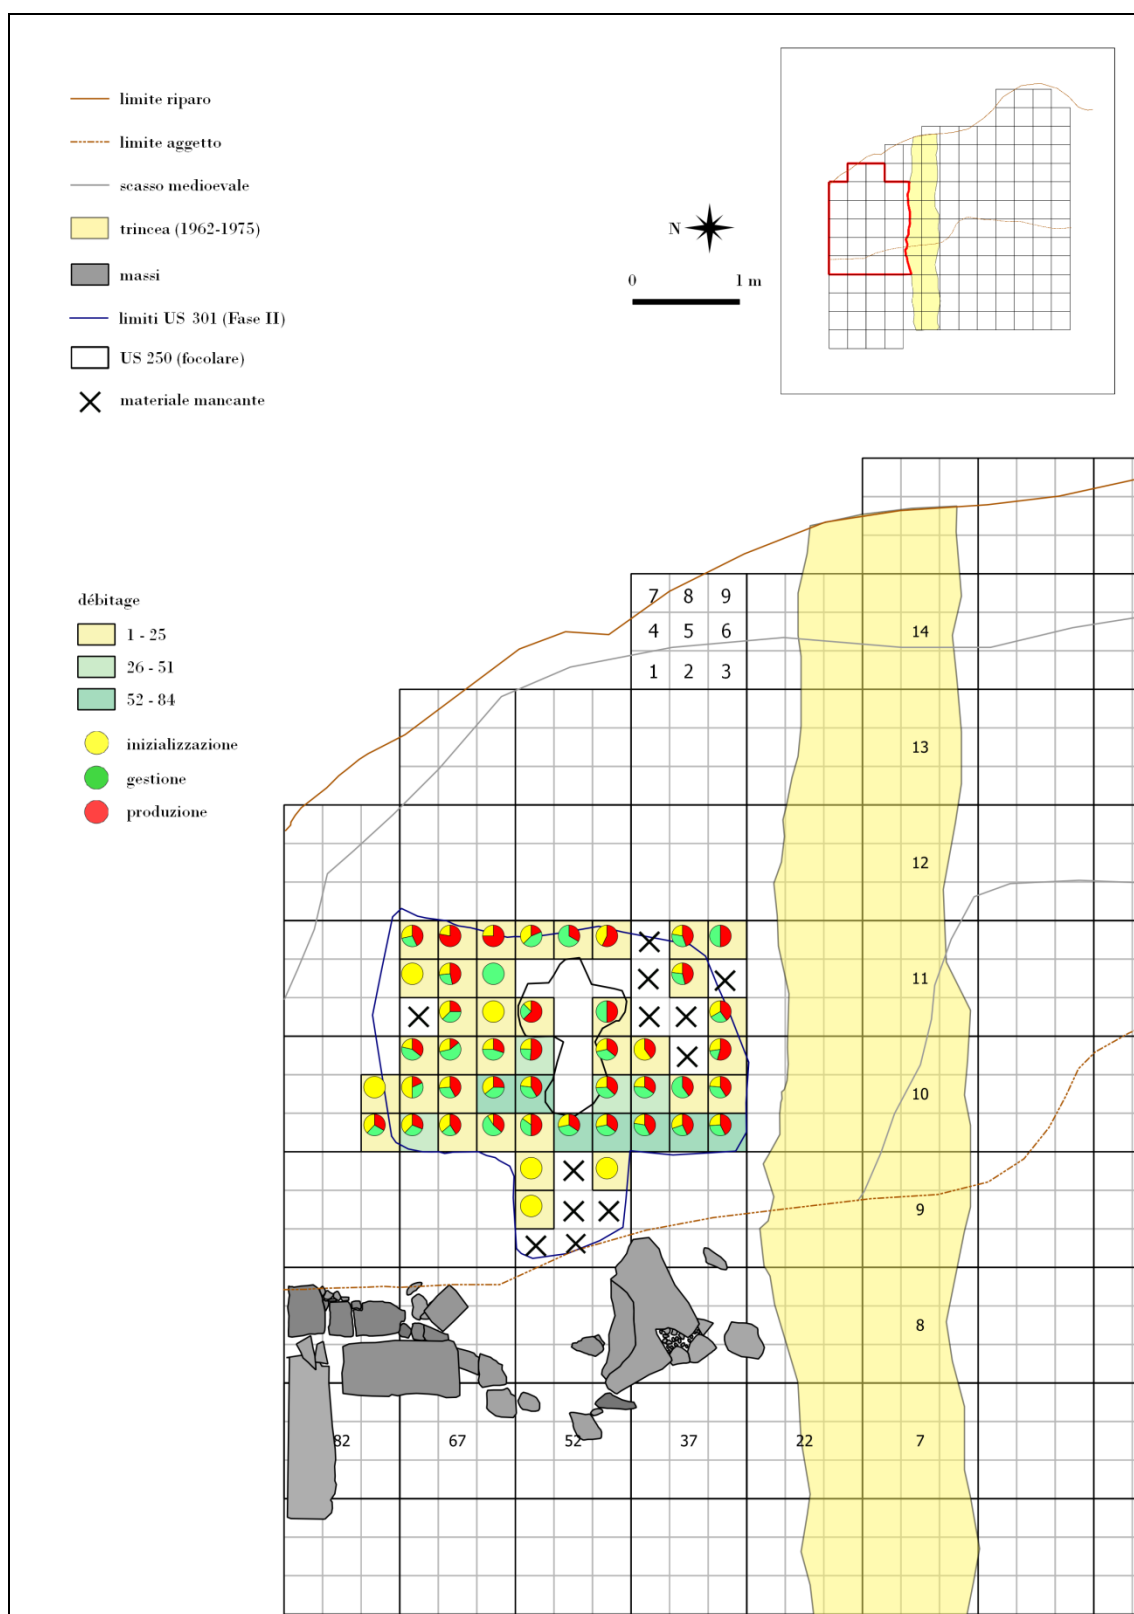 limite riparo
limite aggetto
scasso medioevale
trincea (1962-1975)
massi
limiti US 301 (Fase II)
US 250 (focolare)
materiale mancante
N
0 1 m
débitage
1 - 25
26 - 51
52 - 84
inizializzazione
gestione
produzione
7 8 9
4 5 6
1 2 3
14
13
12
11
10
9
8
82 67 52 37 22 7